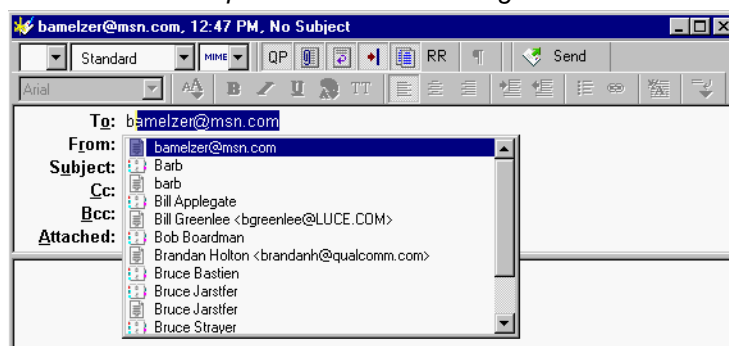 bamelzer@msn.com, 12:47 PM, No Subject
Standard MIME QP RR ¶ Send
Arial A B I U TT
To: bamelzer@msn.com
From: bamelzer@msn.com
Subject: Barb
barb
Cc: Bill Applegate
Bcc: Bill Greenlee <bgreenlee@LUCE.COM>
Attached: Bob Boardman
Brandan Holton <brandanh@qualcomm.com>
Bruce Bastien
Bruce Jarstfer
Bruce Jarstfer
Bruce Strayer